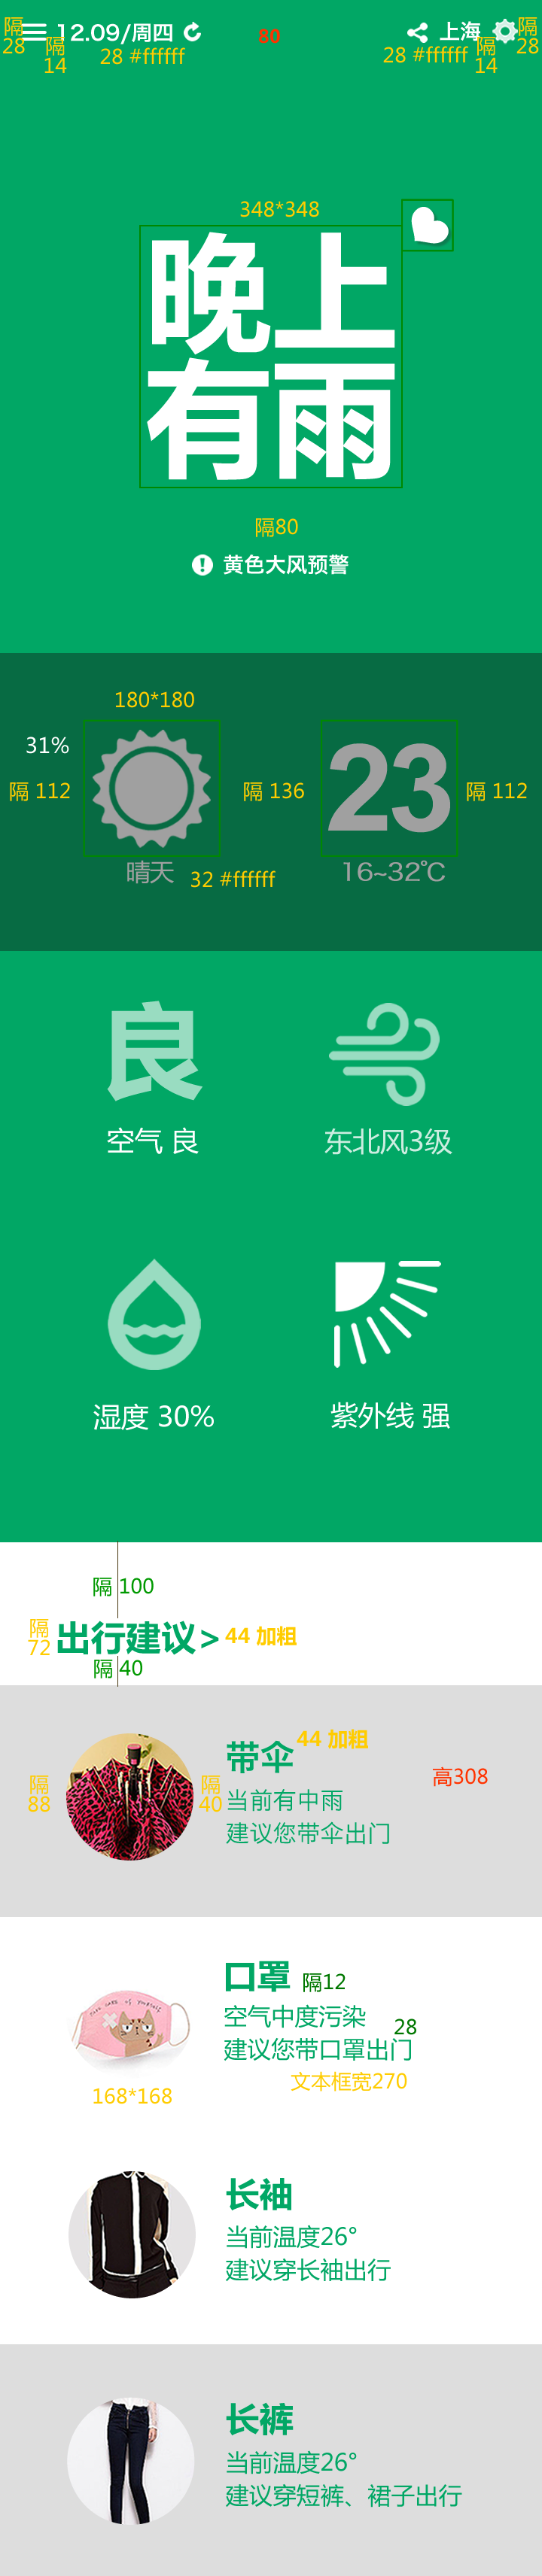 隔 12.09/周四 80 上海 隔
28 隔 28 #ffffff 28 #ffffff 隔 28
14 14
348*348
晚上
有雨
隔80
黄色大风预警
180*180
31%
隔 112 隔 136 23 隔 112
晴天 32 #ffffff 16~32℃
良
空气 良 东北风3级
湿度 30% 紫外线 强
隔 100
隔 出行建议> 44 加粗
72
隔 40
带伞 44 加粗
隔 隔 当前有中雨 高308
88 40
建议您带伞出门
口罩 隔12
take care of yourself
空气中度污染 28
建议您带口罩出门
168*168 文本框宽270
长袖
当前温度26°
建议穿长袖出行
长裤
当前温度26°
建议穿短裤、裙子出行